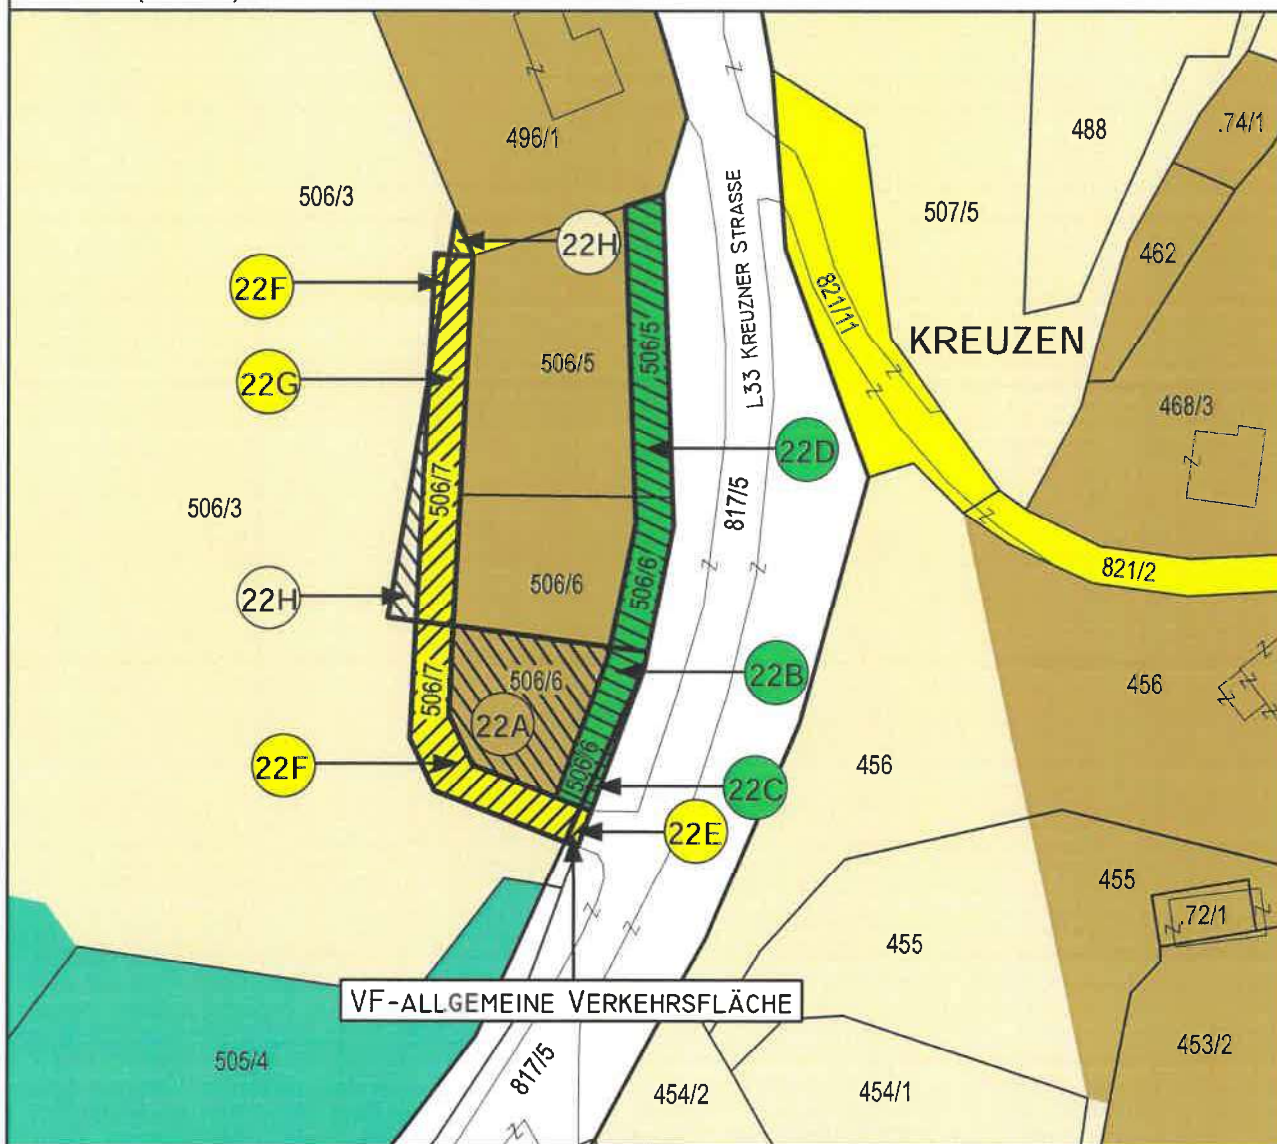 488
.74/1
496/1
506/3
507/5
462
22H
22F
L33 KREUZNER STRASSE
821/11
KREUZEN
506/5
506/5
22G
468/3
22D
506/7
817/5
506/3
821/2
22H
506/6
506/6
506/6
22B
506/7
456
22A
22F
506/6
456
22C
22E
455
.72/1
455
VF-ALLGEMEINE VERKEHRSFLÄCHE
505/4
817/5
453/2
454/2
454/1